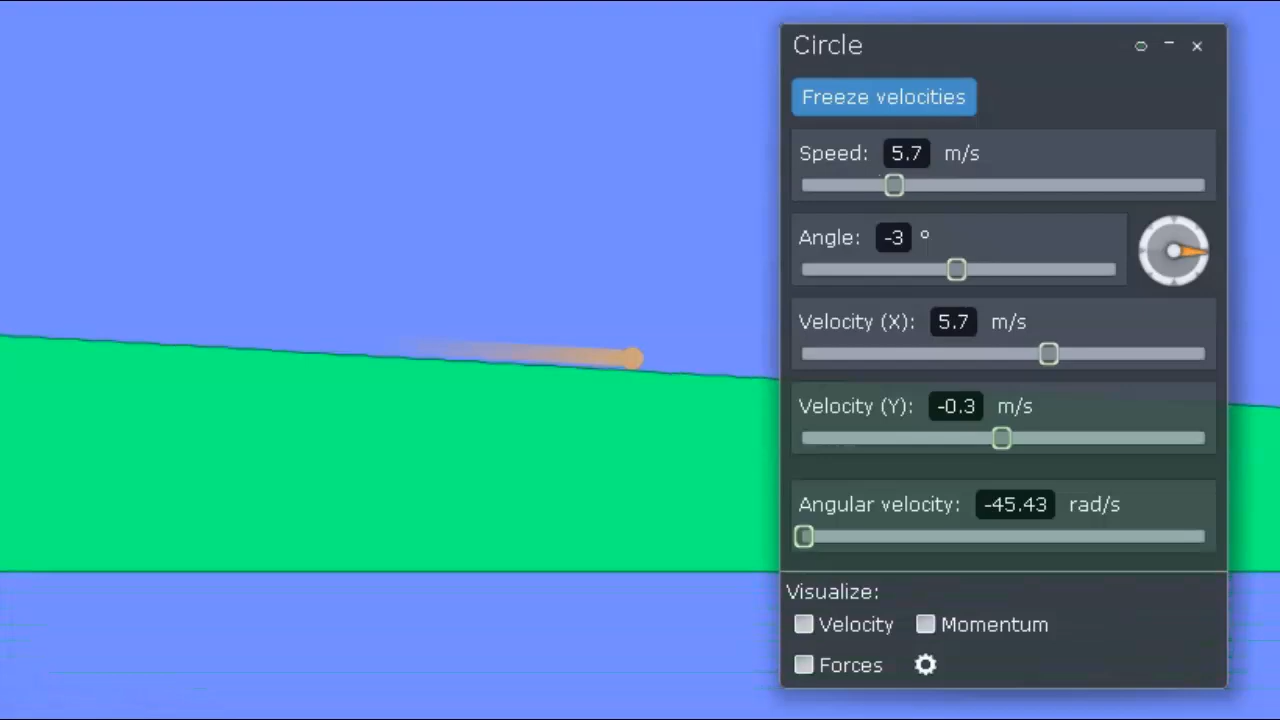 Circle
Freeze velocities
Speed: 5.7 m/s
Angle: -3 °
Velocity (X): 5.7 m/s
Velocity (Y): -0.3 m/s
Angular velocity: -45.43 rad/s
Visualize:
Velocity Momentum
Forces